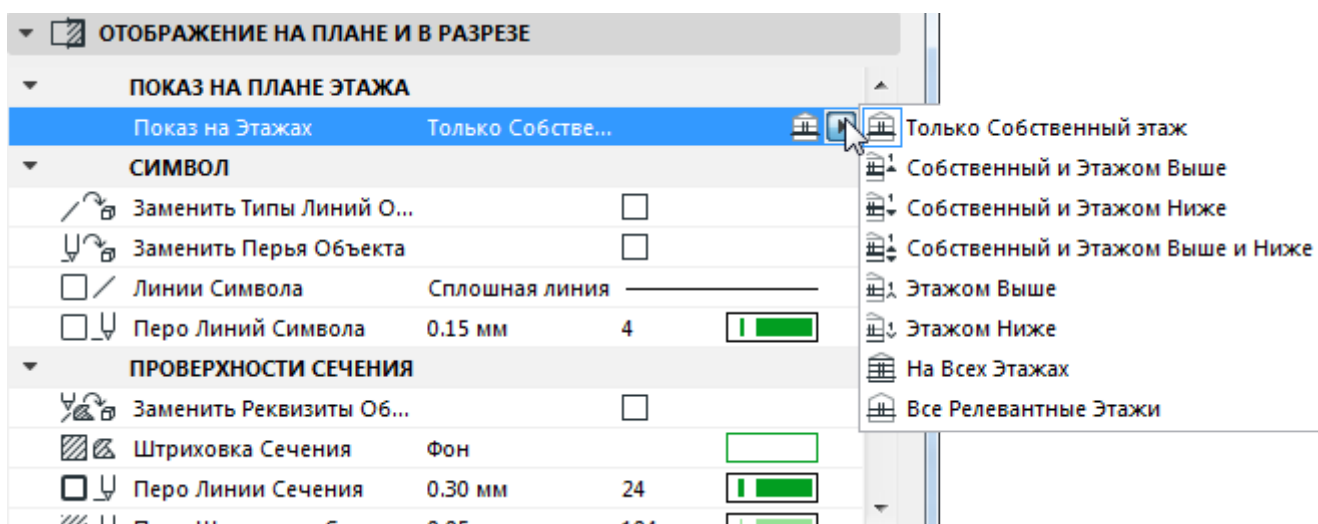 ОТОБРАЖЕНИЕ НА ПЛАНЕ И В РАЗРЕЗЕ
ПОКАЗ НА ПЛАНЕ ЭТАЖА
Показ на Этажах Только Собстве...
СИМВОЛ
Заменить Типы Линий О...
Заменить Перья Объекта
Линии Символа Сплошная линия
Перо Линий Символа 0.15 мм 4
ПРОВЕРХНОСТИ СЕЧЕНИЯ
Заменить Реквизиты Об...
Штриховка Сечения Фон
Перо Линии Сечения 0.30 мм 24
Только Собственный этаж
Собственный и Этажом Выше
Собственный и Этажом Ниже
Собственный и Этажом Выше и Ниже
Этажом Выше
Этажом Ниже
На Всех Этажах
Все Релевантные Этажи